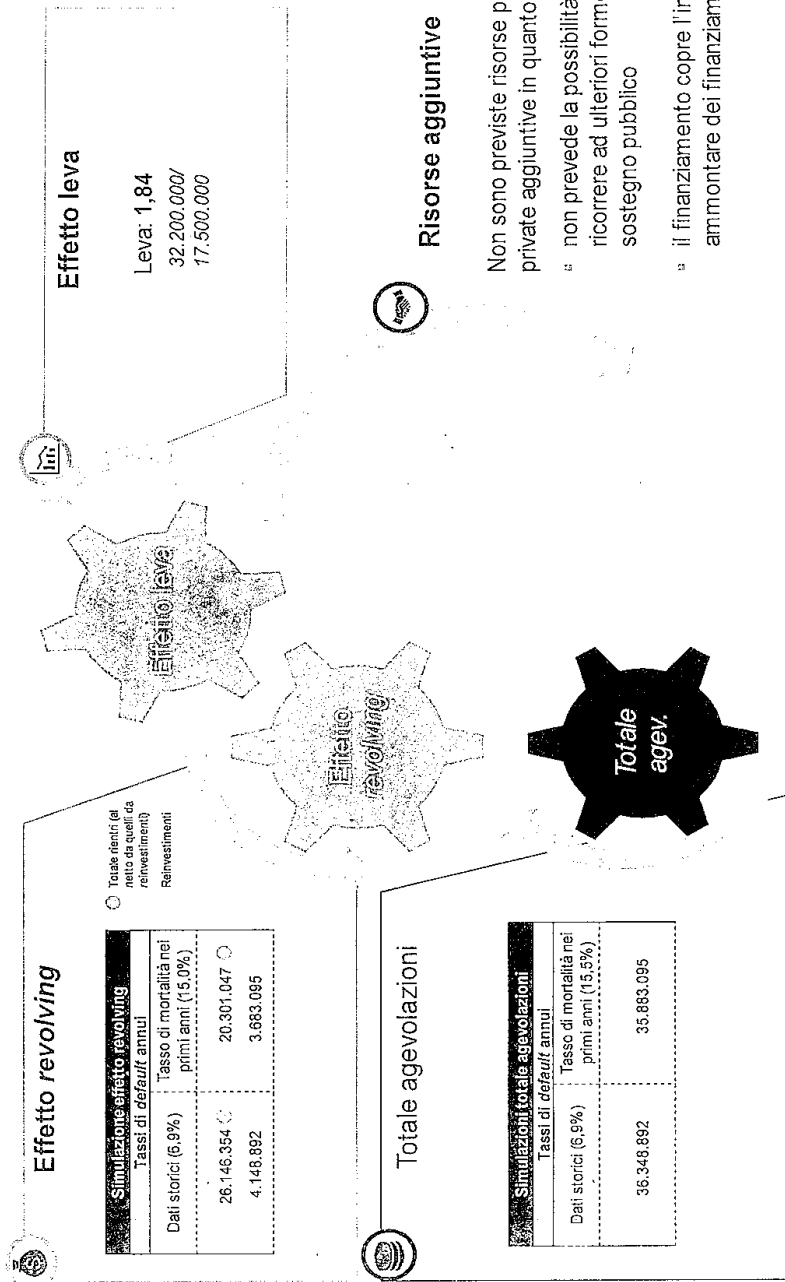 Effetto revolving
Simulazione effetto revolving
Tassi di default annui
Dati storici (6,9%)
Tasso di mortalità nei
primi anni (15,0%)
26.146.354
20.301.047
4.148.892
3.683.095
Totale rientri (al
netto da quelli da
reinvestimenti)
Reinvestimenti
Effetto leva
Leva: 1,84
32.200.000/
17.500.000
Effetto leva
Effetto
revolving
Totale
agev.
Totale agevolazioni
Simulazioni totale agevolazioni
Tassi di default annui
Dati storici (6,9%)
Tasso di mortalità nei
primi anni (15,5%)
36.348.892
35.883.095
Risorse aggiuntive
Non sono previste risorse p
private aggiuntive in quanto
non prevede la possibilità
ricorrere ad ulteriori form
sostegno pubblico
il finanziamento copre l'in
ammontare dei finanziam